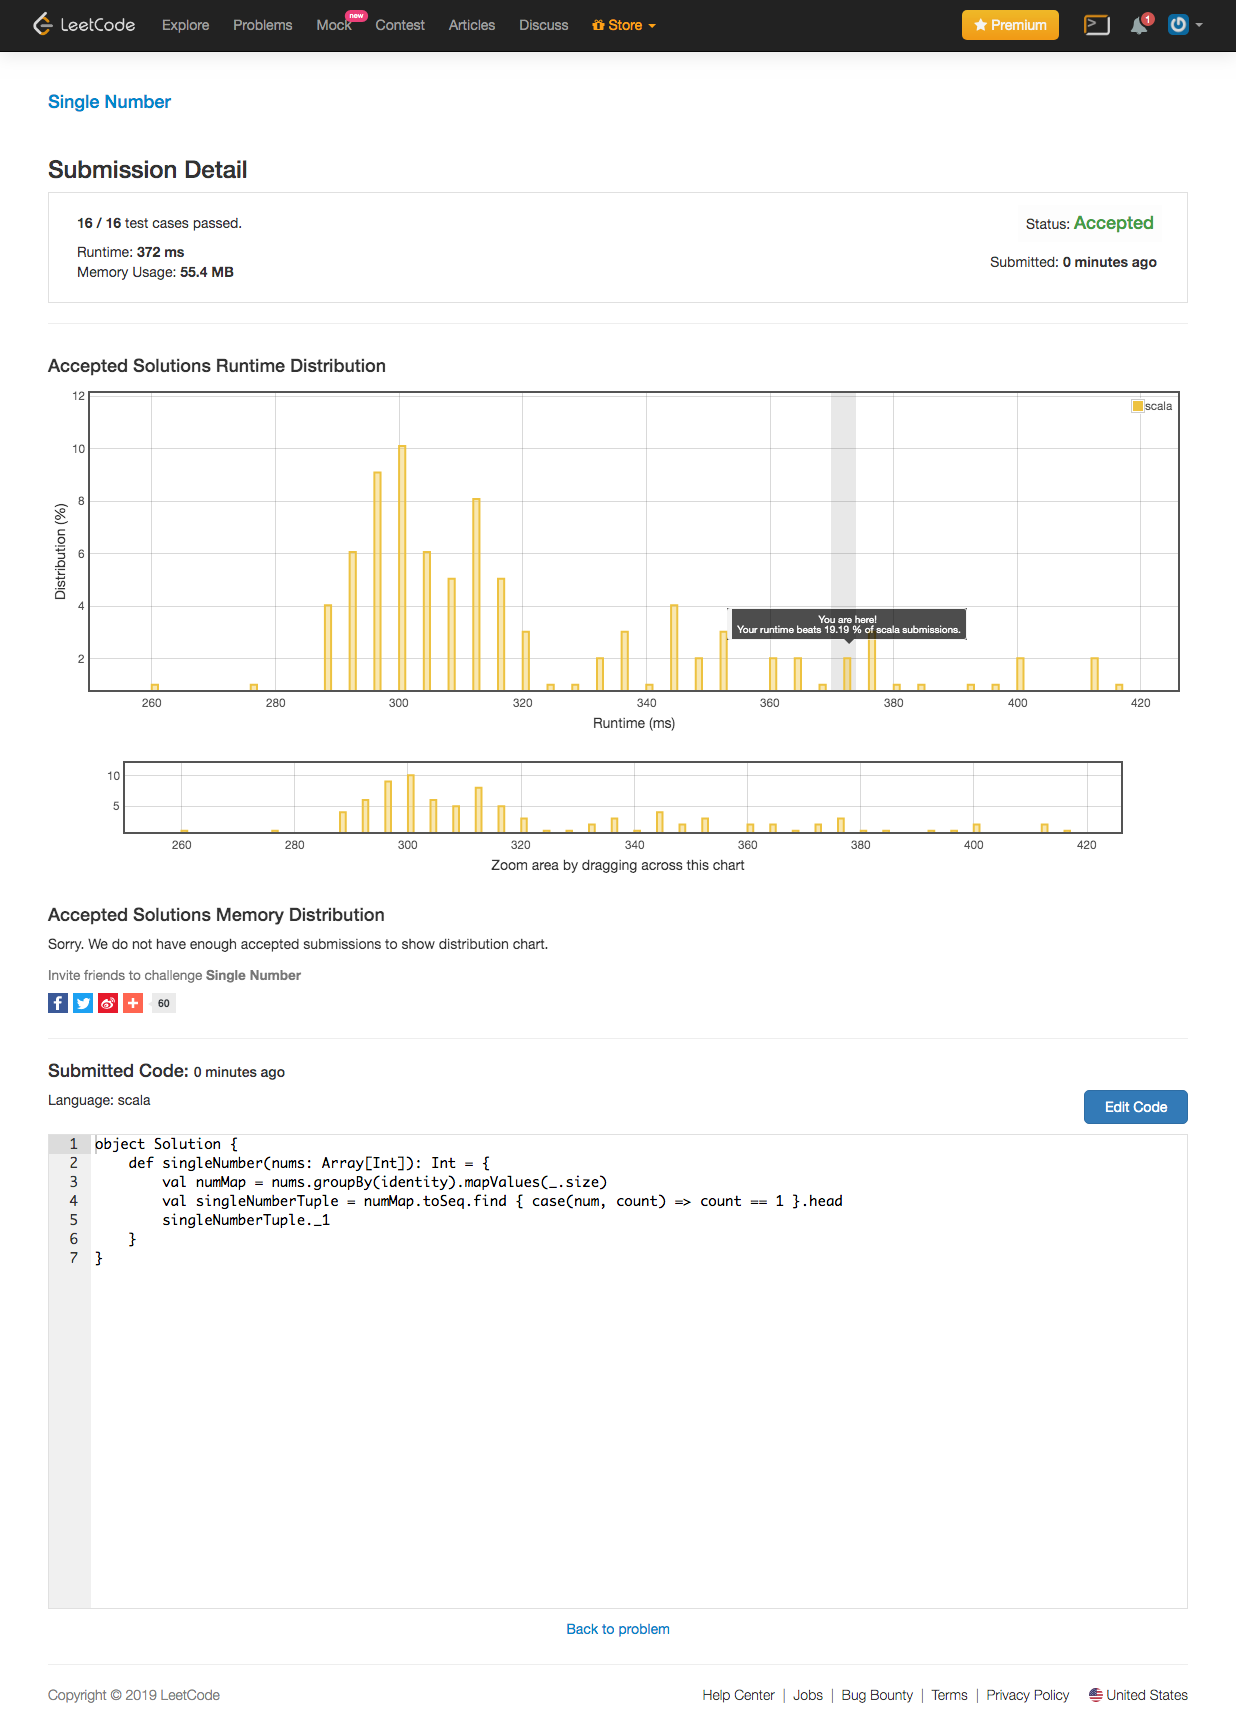 LeetCode Explore Problems Mock new Contest Articles Discuss Store Premium 1
Single Number
Submission Detail
16 / 16 test cases passed.
Status: Accepted
Runtime: 372 ms
Submitted: 0 minutes ago
Memory Usage: 55.4 MB
Accepted Solutions Runtime Distribution
12
scala
10
8
6
4
2
Distribution (%)
You are here!
Your runtime beats 19.19 % of scala submissions.
260 280 300 320 340 360 380 400 420
Runtime (ms)
10
5
260 280 300 320 340 360 380 400 420
Zoom area by dragging across this chart
Accepted Solutions Memory Distribution
Sorry. We do not have enough accepted submissions to show distribution chart.
Invite friends to challenge Single Number
60
Submitted Code: 0 minutes ago
Language: scala
Edit Code
1 object Solution {
2     def singleNumber(nums: Array[Int]): Int = {
3         val numMap = nums.groupBy(identity).mapValues(_.size)
4         val singleNumberTuple = numMap.toSeq.find { case(num, count) => count == 1 }.head
5         singleNumberTuple._1
6     }
7 }
Back to problem
Copyright © 2019 LeetCode
Help Center | Jobs | Bug Bounty | Terms | Privacy Policy United States